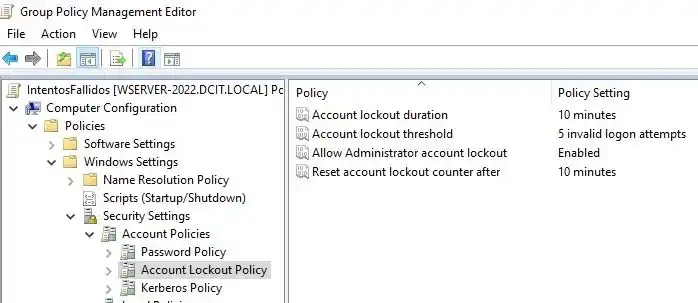 Group Policy Management Editor
File Action View Help
IntentosFallidos [WSERVER-2022.DCIT.LOCAL] Po
Computer Configuration
Policies
Software Settings
Windows Settings
Name Resolution Policy
Scripts (Startup/Shutdown)
Security Settings
Account Policies
Password Policy
Account Lockout Policy
Kerberos Policy
Policy Policy Setting
Account lockout duration 10 minutes
Account lockout threshold 5 invalid logon attempts
Allow Administrator account lockout Enabled
Reset account lockout counter after 10 minutes